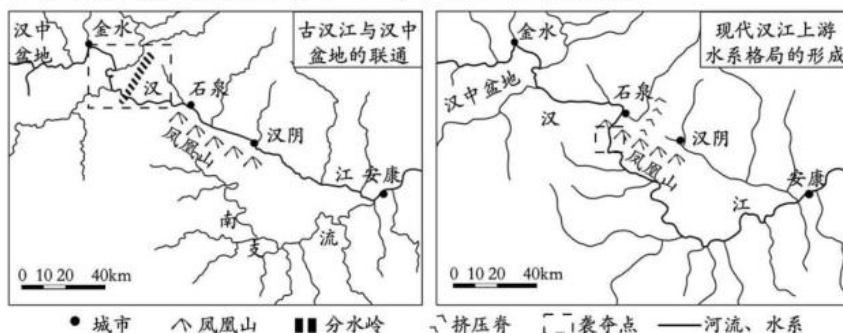 汉中
盆地
金水
古汉江与汉中
盆地的联通
汉
石泉
凤凰山
汉阴
江
安康
南
支
流
0 10 20 40km
金水
现代汉江上游
水系格局的形成
汉中盆地
石泉
汉
汉阴
凤凰山
安康
江
0 10 20 40km
城市 凤凰山 分水岭 挤压脊 袭夺点 河流、水系